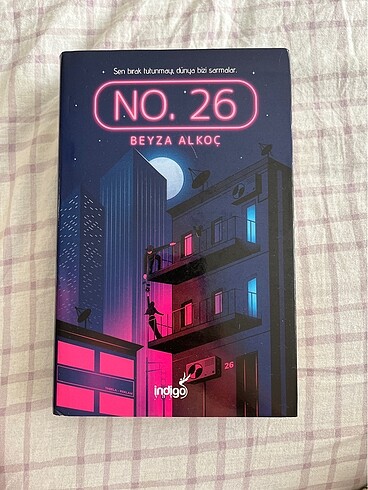 Sen bırak tutunmayı, dünya bizi sarmalar.
NO. 26
BEYZA ALKOÇ
26
indigo